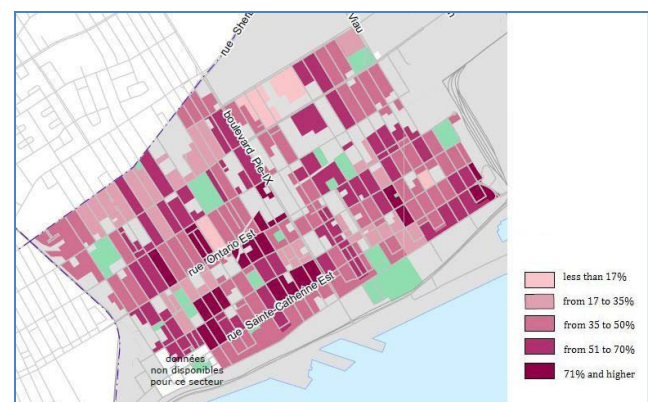 rue Sher
Viau
boulevard Pie-IX
rue Ontario Est
rue Sainte-Catherine Est
données
non disponibles
pour ce secteur
less than 17%
from 17 to 35%
from 35 to 50%
from 51 to 70%
71% and higher